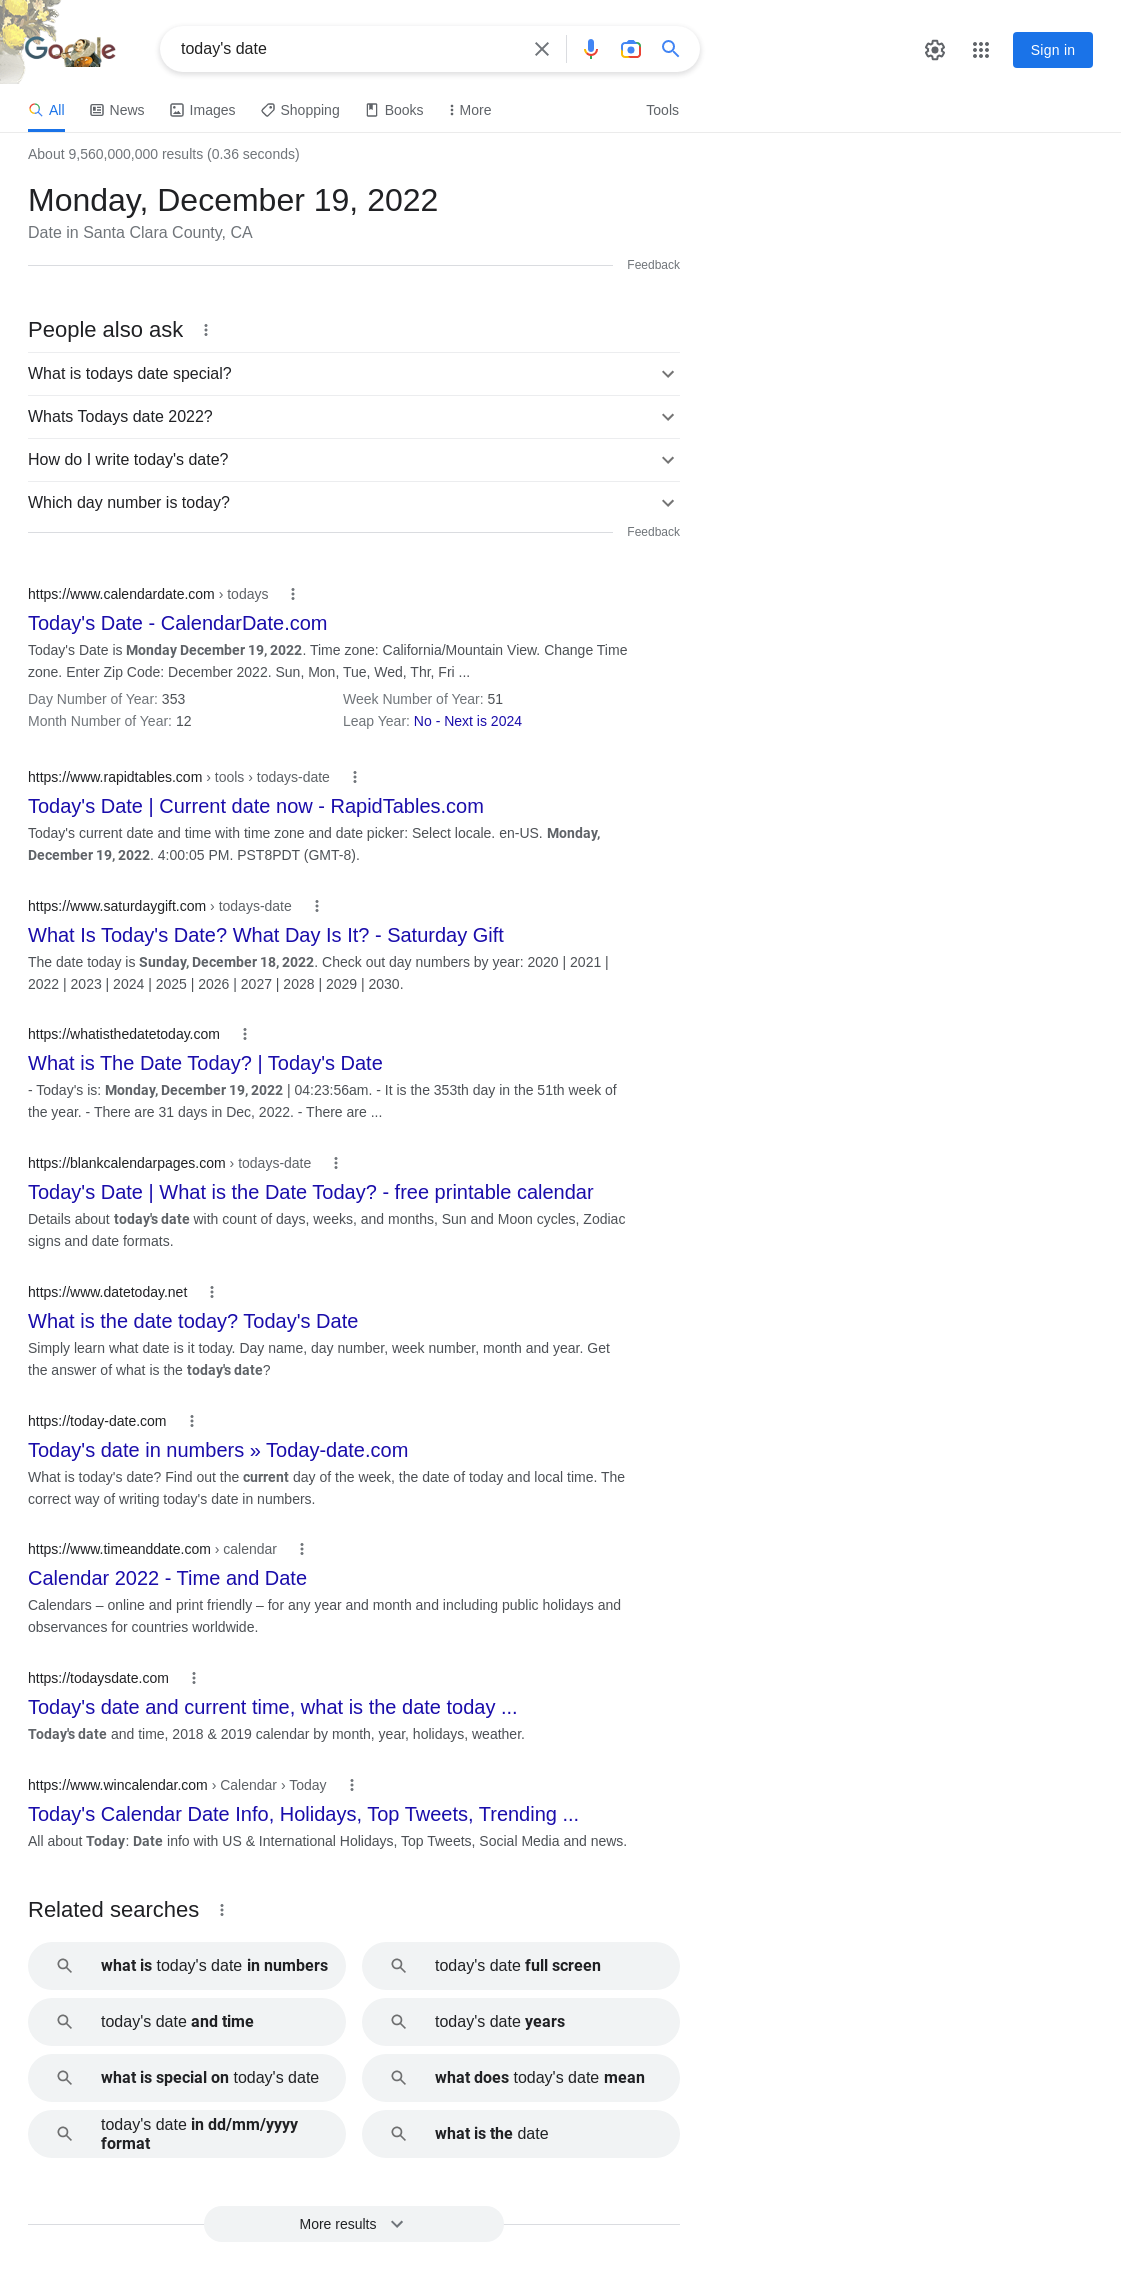 Google
today's date
Sign in
All News Images Shopping Books More Tools
About 9,560,000,000 results (0.36 seconds)
Monday, December 19, 2022
Date in Santa Clara County, CA
Feedback
People also ask
What is todays date special?
Whats Todays date 2022?
How do I write today's date?
Which day number is today?
Feedback
https://www.calendardate.com › todays
Today's Date - CalendarDate.com
Today's Date is Monday December 19, 2022. Time zone: California/Mountain View. Change Time
zone. Enter Zip Code: December 2022. Sun, Mon, Tue, Wed, Thr, Fri ...
Day Number of Year: 353 Week Number of Year: 51
Month Number of Year: 12 Leap Year: No - Next is 2024
https://www.rapidtables.com › tools › todays-date
Today's Date | Current date now - RapidTables.com
Today's current date and time with time zone and date picker: Select locale. en-US. Monday,
December 19, 2022. 4:00:05 PM. PST8PDT (GMT-8).
https://www.saturdaygift.com › todays-date
What Is Today's Date? What Day Is It? - Saturday Gift
The date today is Sunday, December 18, 2022. Check out day numbers by year: 2020 | 2021 |
2022 | 2023 | 2024 | 2025 | 2026 | 2027 | 2028 | 2029 | 2030.
https://whatisthedatetoday.com
What is The Date Today? | Today's Date
- Today's is: Monday, December 19, 2022 | 04:23:56am. - It is the 353th day in the 51th week of
the year. - There are 31 days in Dec, 2022. - There are ...
https://blankcalendarpages.com › todays-date
Today's Date | What is the Date Today? - free printable calendar
Details about today's date with count of days, weeks, and months, Sun and Moon cycles, Zodiac
signs and date formats.
https://www.datetoday.net
What is the date today? Today's Date
Simply learn what date is it today. Day name, day number, week number, month and year. Get
the answer of what is the today's date?
https://today-date.com
Today's date in numbers » Today-date.com
What is today's date? Find out the current day of the week, the date of today and local time. The
correct way of writing today's date in numbers.
https://www.timeanddate.com › calendar
Calendar 2022 - Time and Date
Calendars – online and print friendly – for any year and month and including public holidays and
observances for countries worldwide.
https://todaysdate.com
Today's date and current time, what is the date today ...
Today's date and time, 2018 & 2019 calendar by month, year, holidays, weather.
https://www.wincalendar.com › Calendar › Today
Today's Calendar Date Info, Holidays, Top Tweets, Trending ...
All about Today: Date info with US & International Holidays, Top Tweets, Social Media and news.
Related searches
what is today's date in numbers
today's date full screen
today's date and time
today's date years
what is special on today's date
what does today's date mean
today's date in dd/mm/yyyy
format
what is the date
More results